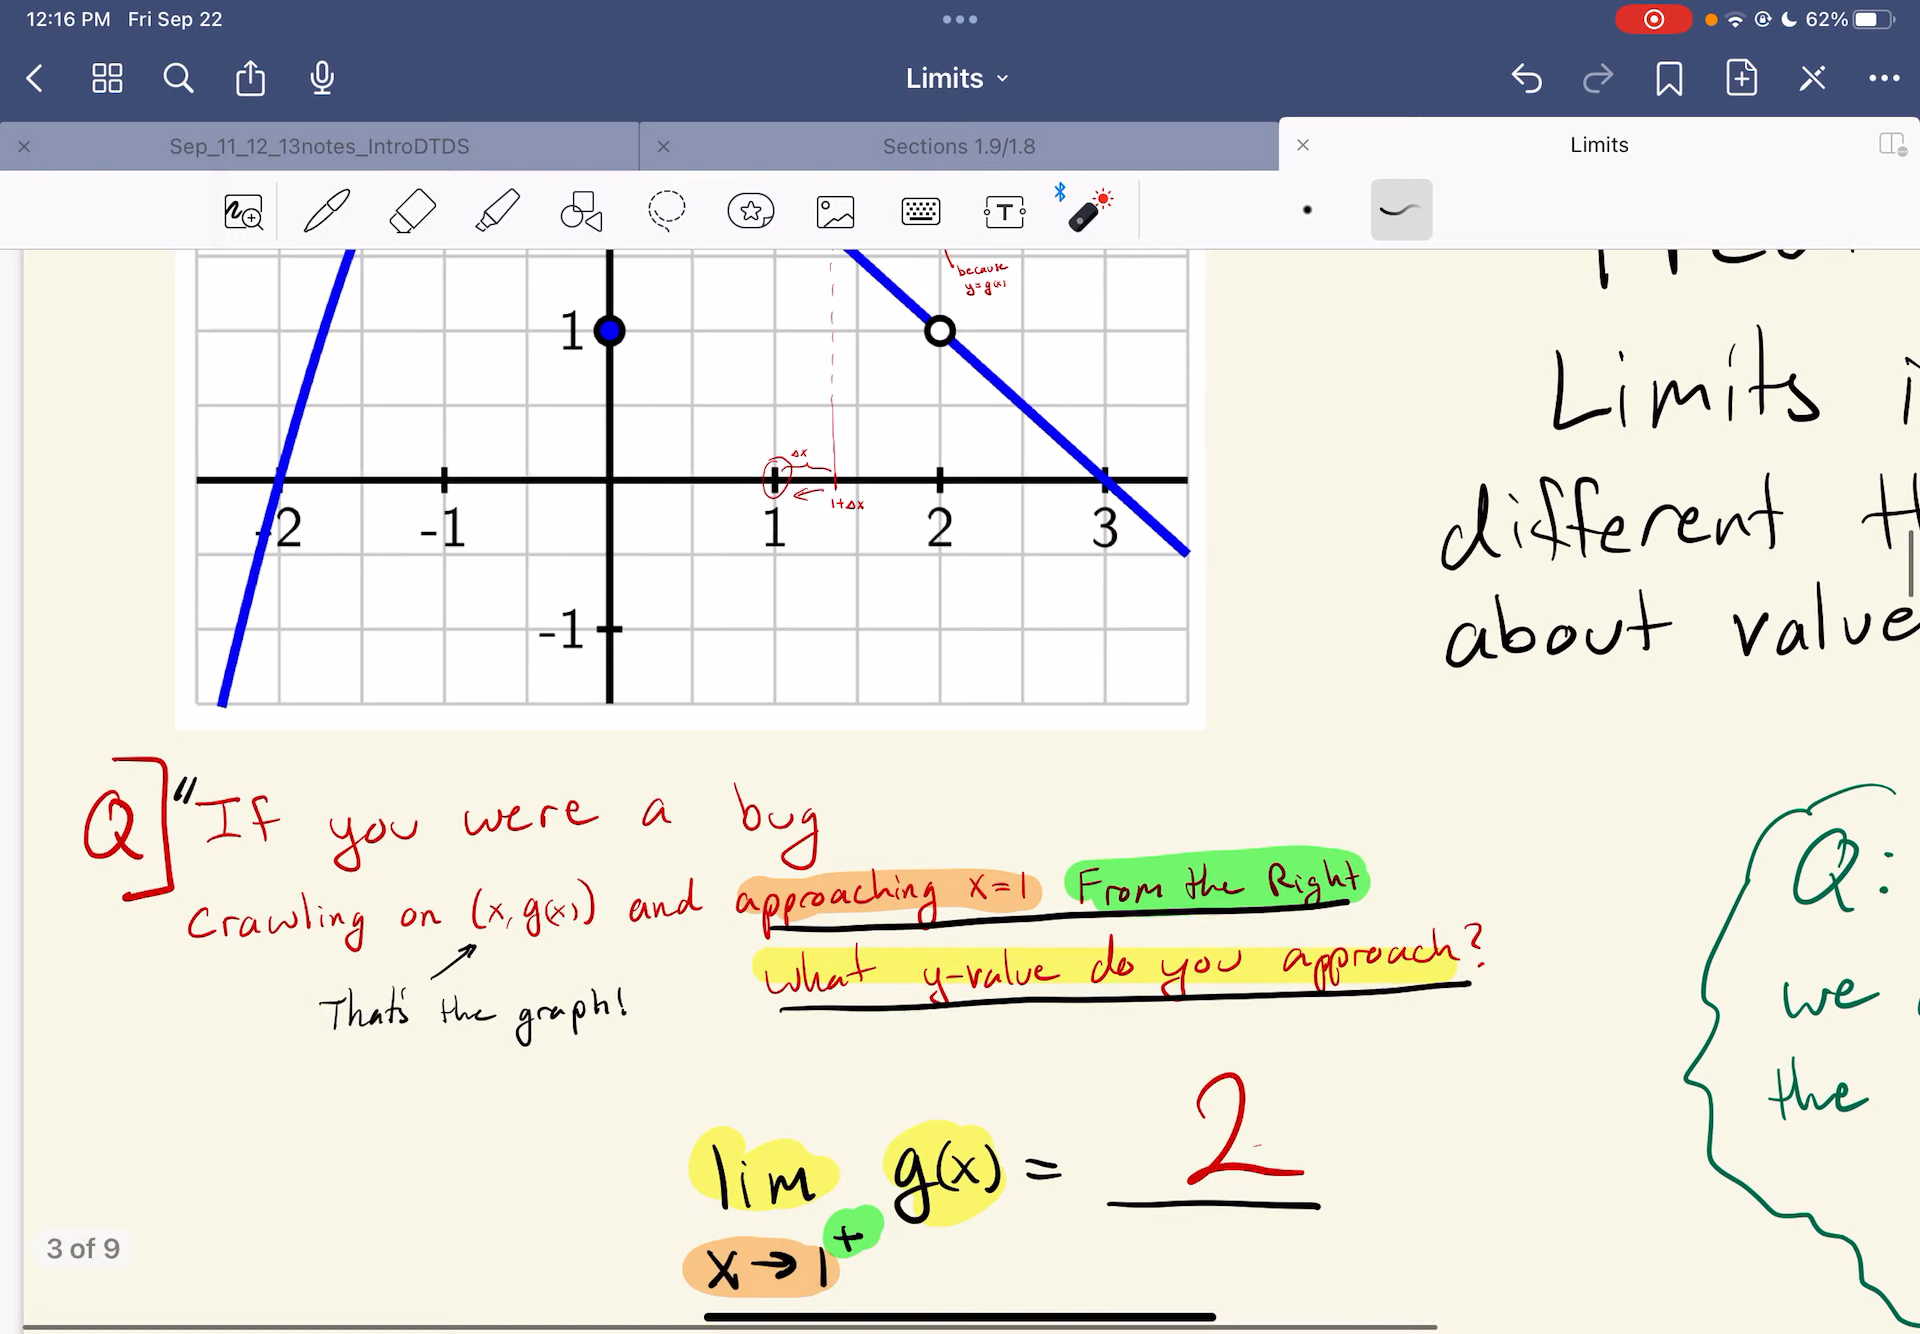 12:16 PM Fri Sep 22
62%
Limits
Sep_11_12_13notes_IntroDTDS
Sections 1.9/1.8
Limits
because
y=g(x)
1
Δx
1+Δx
-2 -1 1 2 3
-1
Limits
different
about value
Q] "If you were a bug
Crawling on (x, g(x)) and approaching x=1 From the Right
What y-value do you approach?
That's the graph!
lim g(x) = 2
x→1+
Q:
we
the
3 of 9